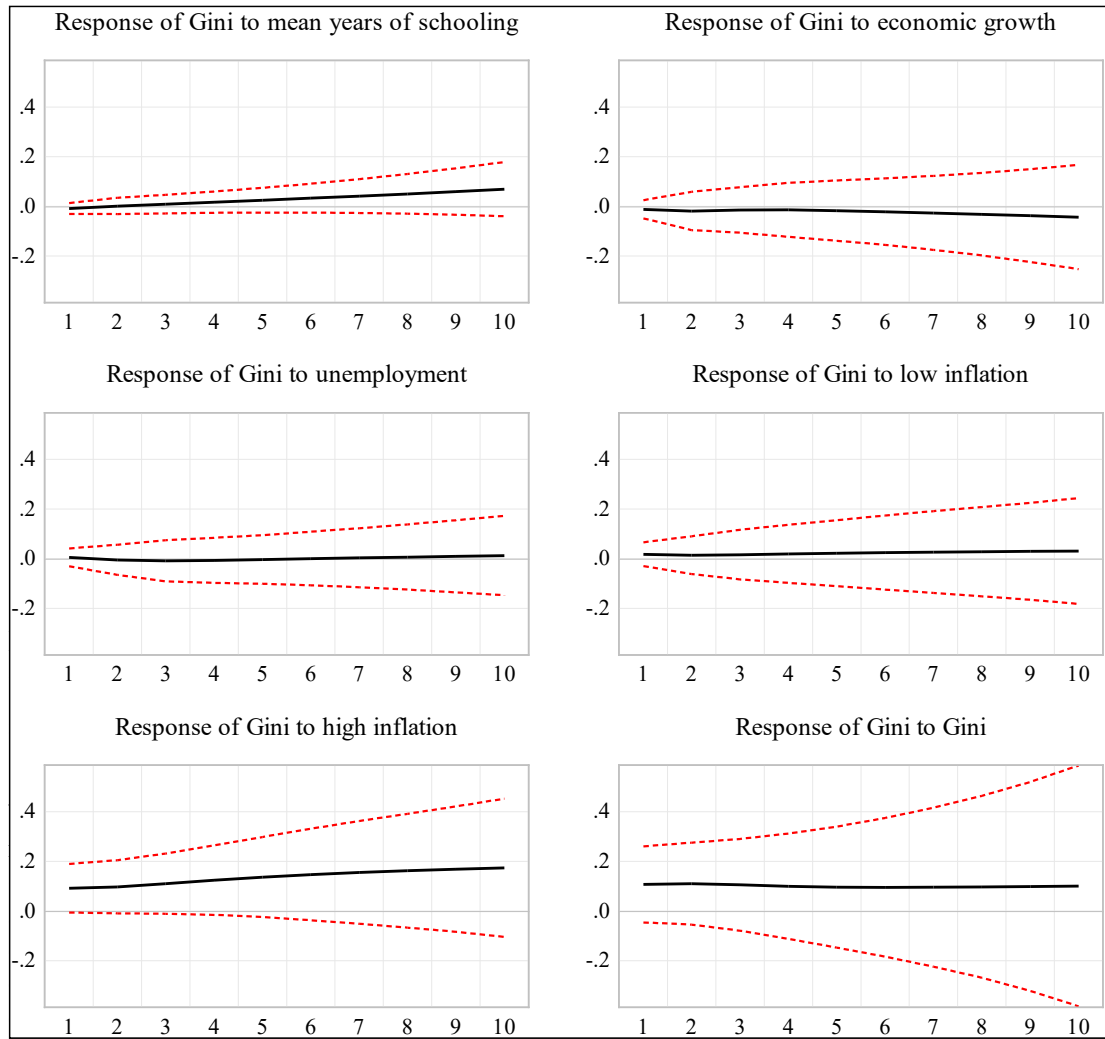 Response of Gini to mean years of schooling
.4
.2
.0
-.2
1 2 3 4 5 6 7 8 9 10
Response of Gini to economic growth
.4
.2
.0
-.2
1 2 3 4 5 6 7 8 9 10
Response of Gini to unemployment
.4
.2
.0
-.2
1 2 3 4 5 6 7 8 9 10
Response of Gini to low inflation
.4
.2
.0
-.2
1 2 3 4 5 6 7 8 9 10
Response of Gini to high inflation
.4
.2
.0
-.2
1 2 3 4 5 6 7 8 9 10
Response of Gini to Gini
.4
.2
.0
-.2
1 2 3 4 5 6 7 8 9 10